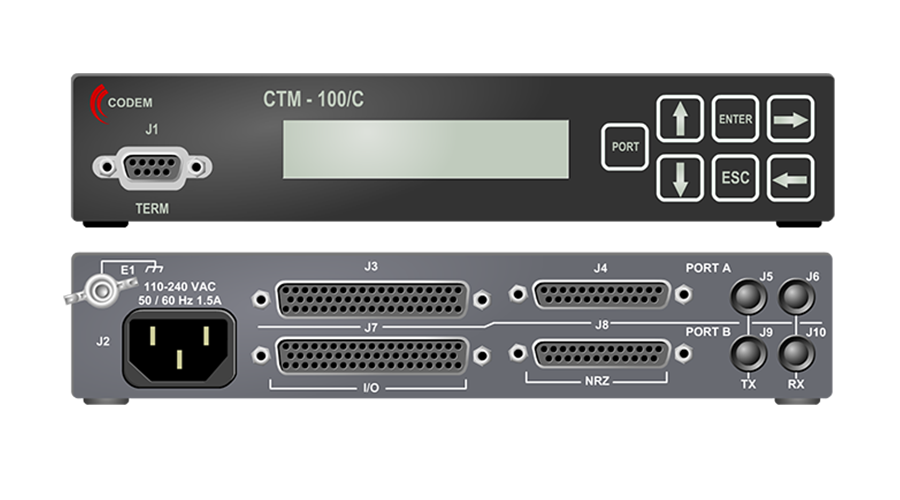 CODEM
CTM - 100/C
J1
TERM
PORT
ENTER
ESC
E1
110-240 VAC
50 / 60 Hz 1.5A
J2
J3
J4
PORT A
J5
J6
J7
J8
PORT B
J9
J10
I/O
NRZ
TX
RX